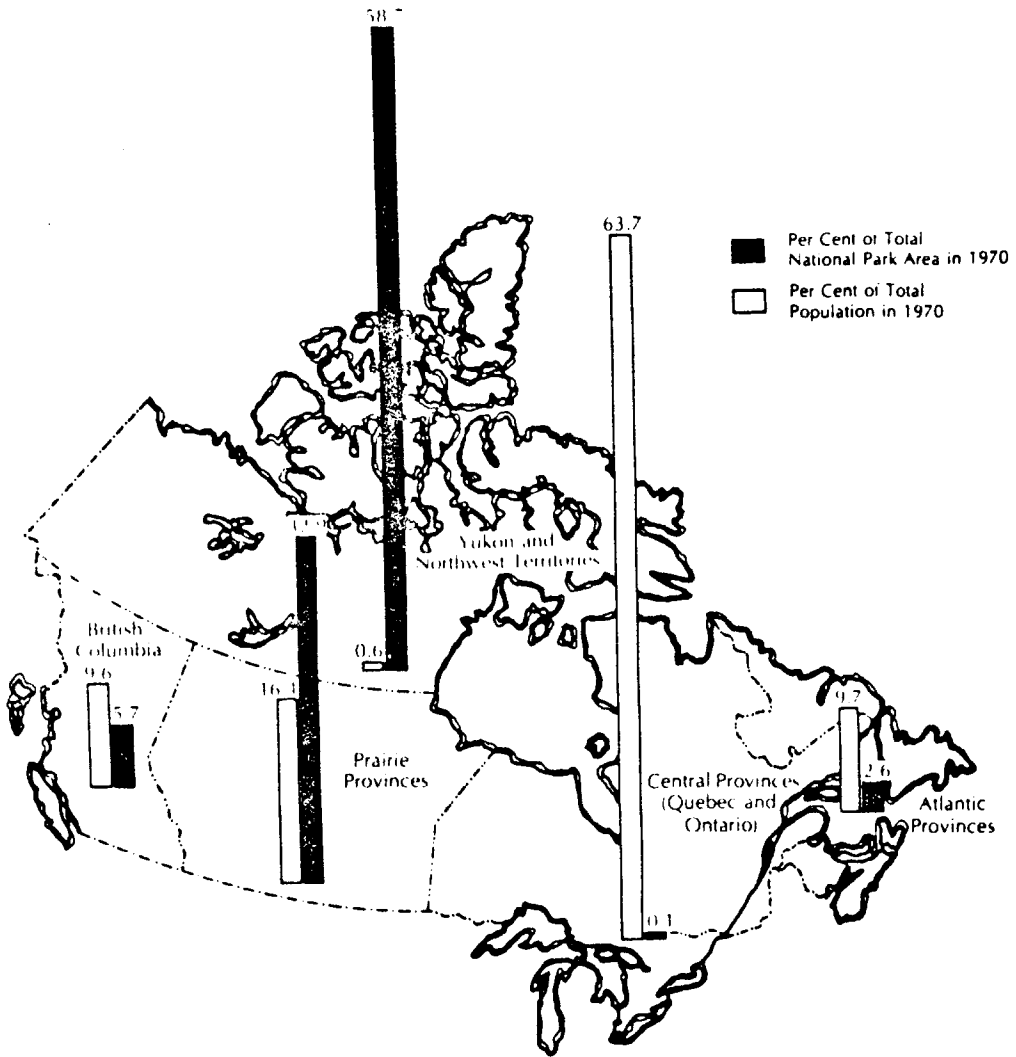 63.7
Per Cent of Total
National Park Area in 1970
Per Cent of Total
Population in 1970
Yukon and
Northwest Territories
0.6
British
Columbia
9.6
5.7
Prairie
Provinces
Central Provinces
(Quebec and
Ontario)
9.7
2.6
Atlantic
Provinces
0.1